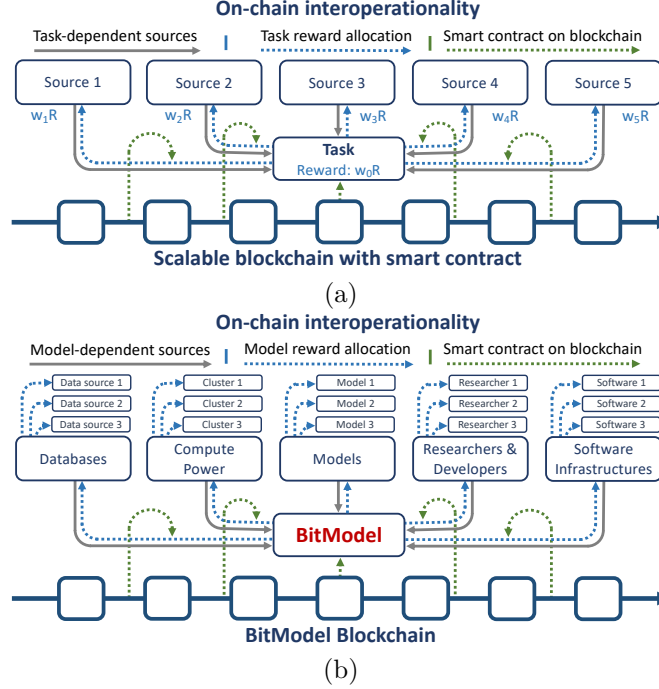 On-chain interoperationality
Task-dependent sources
Task reward allocation
Smart contract on blockchain
Source 1
Source 2
Source 3
Source 4
Source 5
w₁R
w₂R
w₃R
w₄R
w₅R
Task
Reward: w₀R
Scalable blockchain with smart contract
(a)
On-chain interoperationality
Model-dependent sources
Model reward allocation
Smart contract on blockchain
Data source 1
Cluster 1
Model 1
Researcher 1
Software 1
Data source 2
Cluster 2
Model 2
Researcher 2
Software 2
Data source 3
Cluster 3
Model 3
Researcher 3
Software 3
Databases
Compute
Power
Models
Researchers &
Developers
Software
Infrastructures
BitModel
BitModel Blockchain
(b)